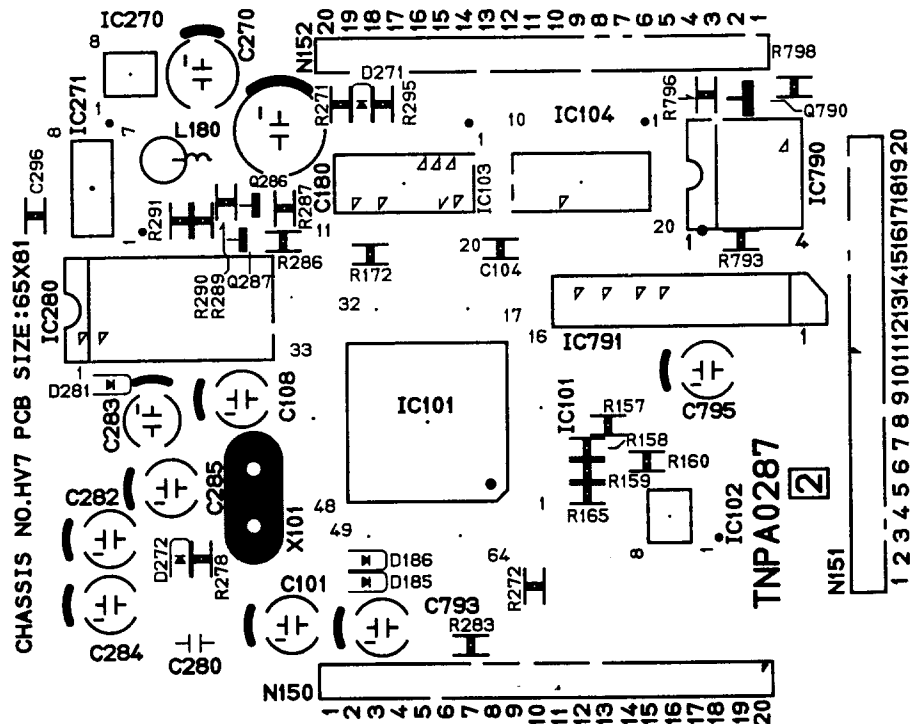 IC270
8
1
C270
N152
20 19 18 17 16 15 14 13 12 11 10 9 8 7 6 5 4 3 2 1
R798
R271
D271
R295
R796
Q790
IC271
8
7
1
L180
C180
1
IC103
10
IC104
1
IC790
20
1
4
C296
R291
Q286
R287
11
R286
R290
R289
Q287
R172
20
C104
R793
IC280
1
32
17
33
16
IC791
1
CHASSIS NO.HV7 PCB SIZE:65X81
D281
C283
C108
IC101
IC101
R157
R158
R160
R159
R165
C795
C282
C285
X101
48
49
64
1
IC102
8
1
TNPA0287
2
D272
R278
D186
D185
R272
C284
C280
C101
C793
R283
N151
1 2 3 4 5 6 7 8 9 10 11 12 13 14 15 16 17 18 19 20
N150
1 2 3 4 5 6 7 8 9 10 11 12 13 14 15 16 17 18 19 20